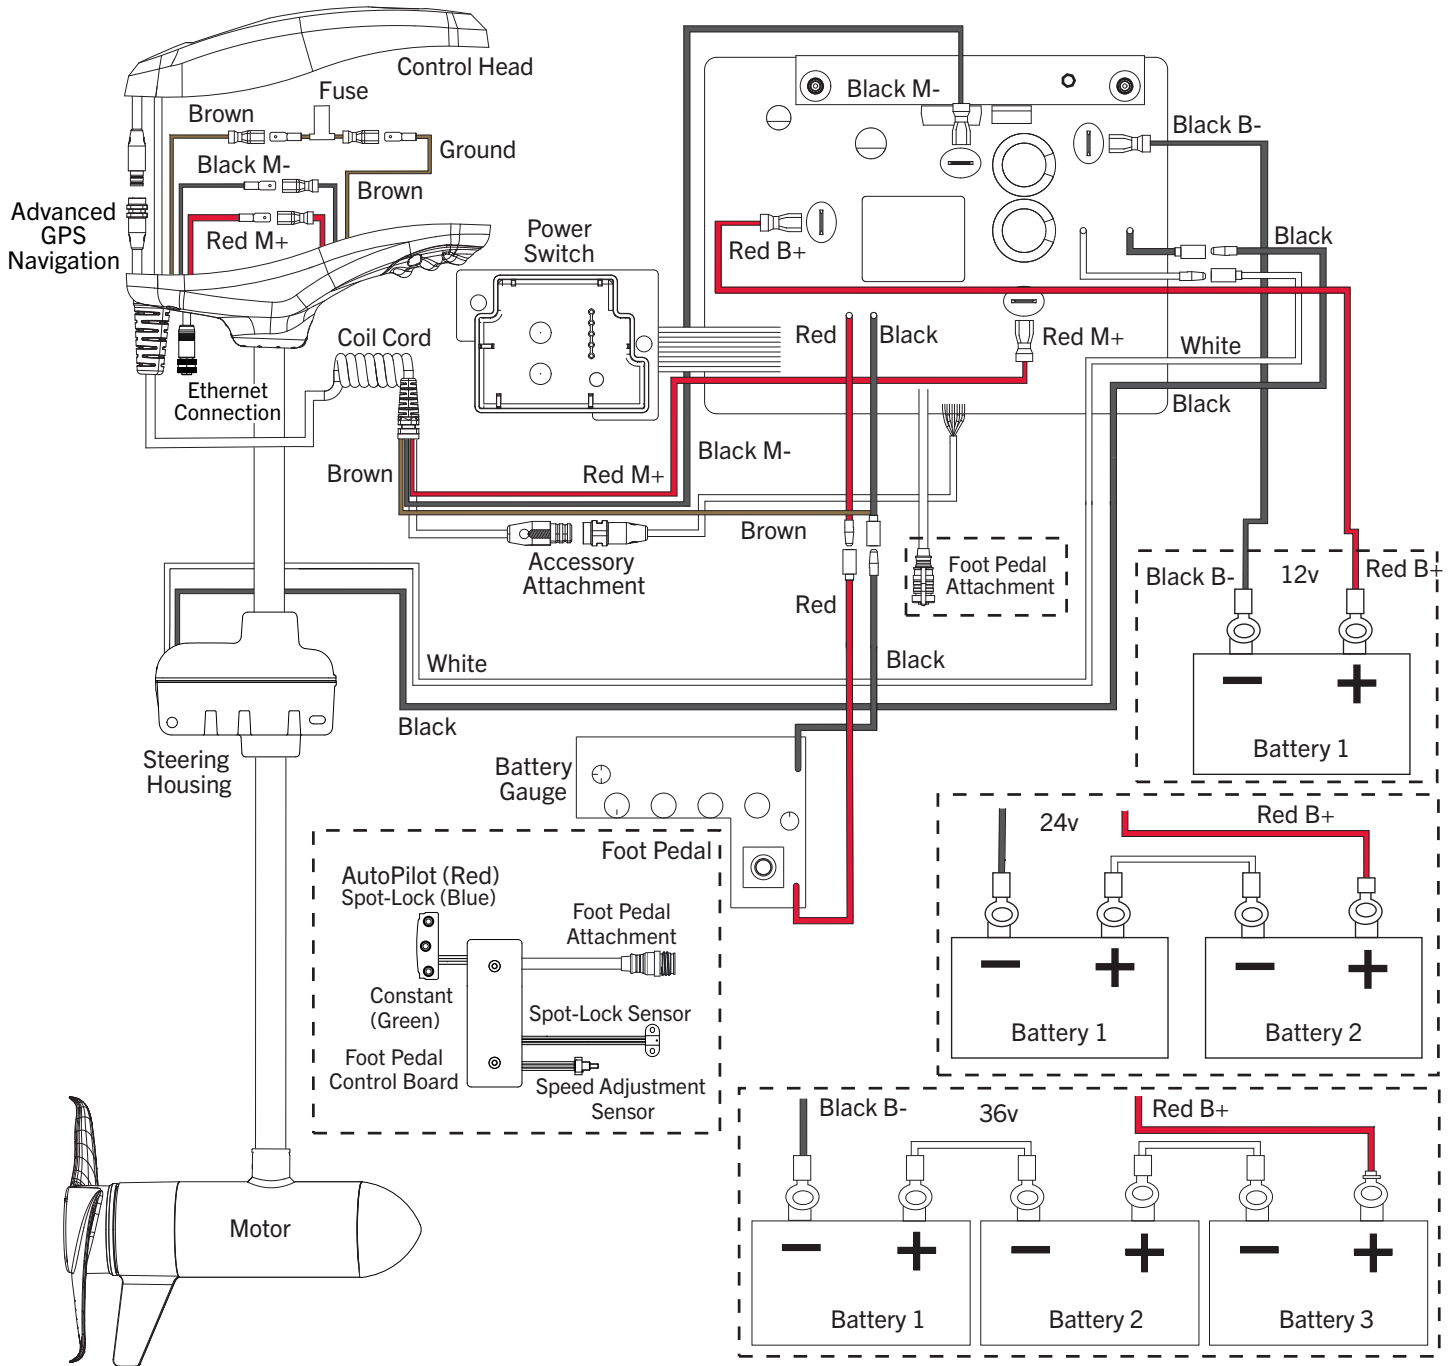 Control Head
Fuse
Brown
Ground
Black M-
Brown
Red M+
Advanced
GPS
Navigation
Power
Switch
Coil Cord
Ethernet
Connection
Black M-
Black B-
Red B+
Black
Red
Black
Red M+
White
Black
Black M-
Brown
Red M+
Brown
Accessory
Attachment
Foot Pedal
Attachment
Red
Black
White
Black
Steering
Housing
Battery
Gauge
Foot Pedal
Black B-
12v
Red B+
Battery 1
24v
Red B+
Battery 1
Battery 2
AutoPilot (Red)
Spot-Lock (Blue)
Foot Pedal
Attachment
Constant
(Green)
Spot-Lock Sensor
Foot Pedal
Control Board
Speed Adjustment
Sensor
Black B-
36v
Red B+
Battery 1
Battery 2
Battery 3
Motor